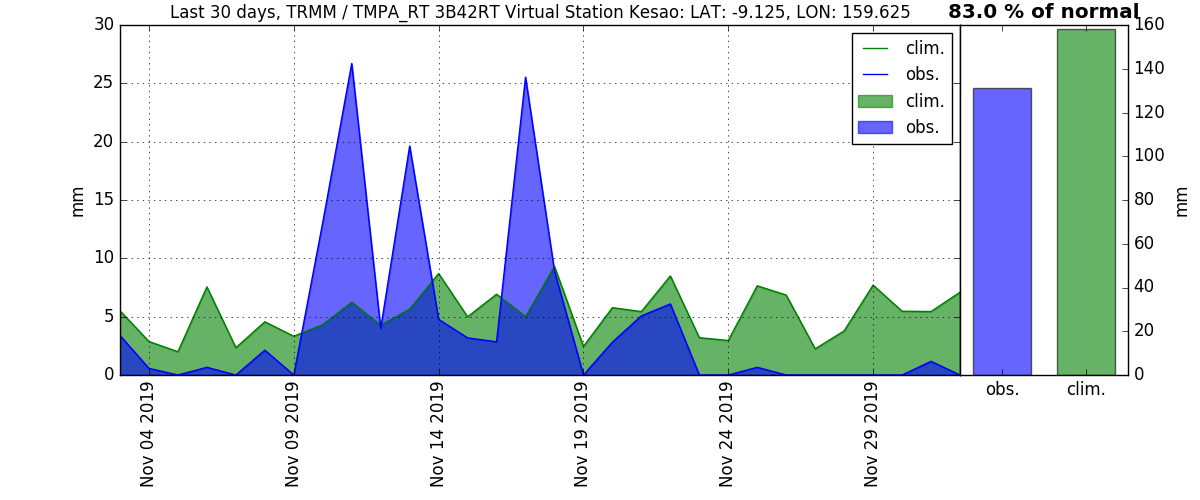 Last 30 days, TRMM / TMPA_RT 3B42RT Virtual Station Kesao: LAT: -9.125, LON: 159.625
83.0 % of normal
30
25
20
15
10
5
0
mm
clim.
obs.
clim.
obs.
160
140
120
100
80
60
40
20
0
mm
Nov 04 2019
Nov 09 2019
Nov 14 2019
Nov 19 2019
Nov 24 2019
Nov 29 2019
obs.
clim.